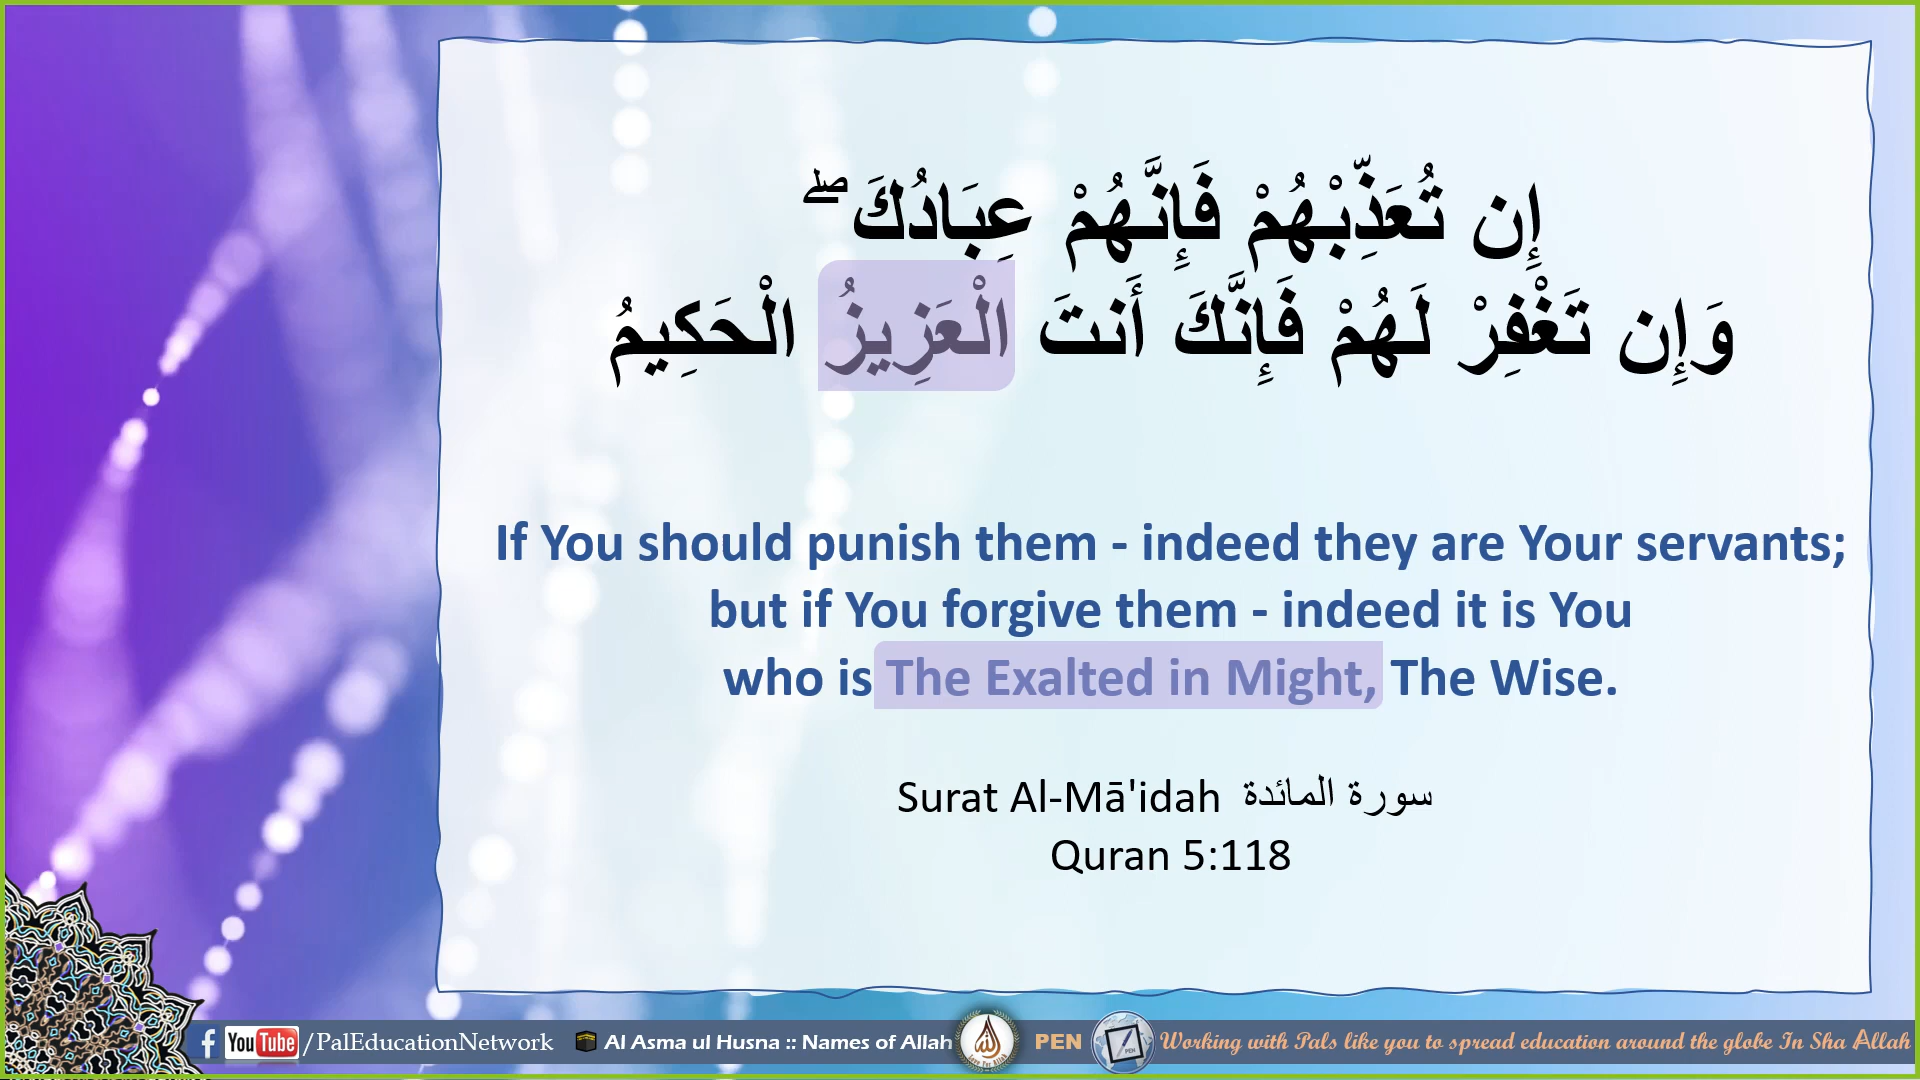 إِن تُعَذِّبْهُمْ فَإِنَّهُمْ عِبَادُكَ ۖ
وَإِن تَغْفِرْ لَهُمْ فَإِنَّكَ أَنتَ الْعَزِيزُ الْحَكِيمُ
If You should punish them - indeed they are Your servants;
but if You forgive them - indeed it is You
who is The Exalted in Might, The Wise.
Surat Al-Mā'idah سورة المائدة
Quran 5:118
f YouTube /PalEducationNetwork Al Asma ul Husna :: Names of Allah PEN Working with Pals like you to spread education around the globe In Sha Allah